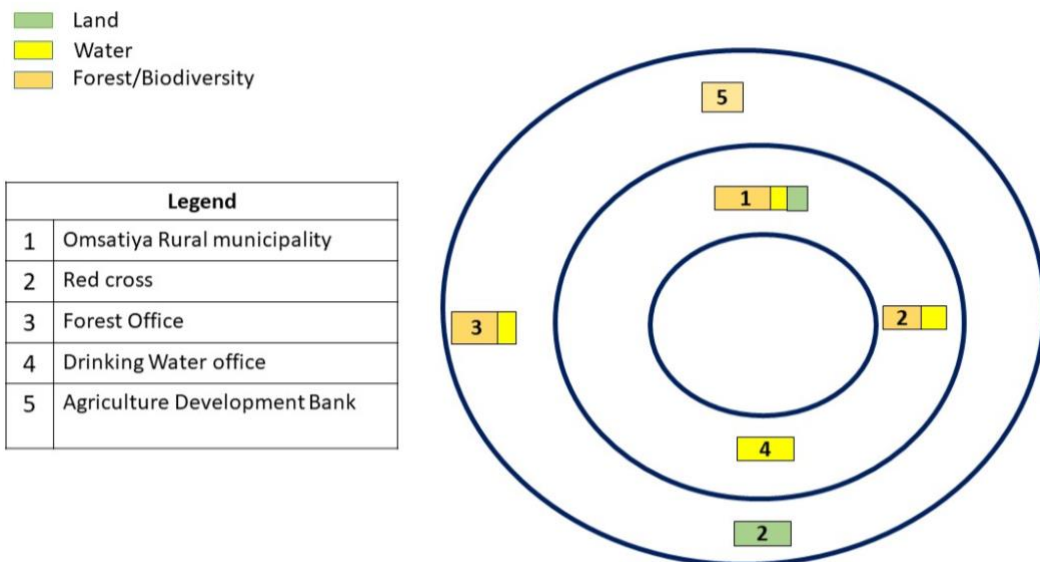 Land
Water
Forest/Biodiversity
Legend
1 Omsatiya Rural municipality
2 Red cross
3 Forest Office
4 Drinking Water office
5 Agriculture Development Bank
5
1
3
2
4
2